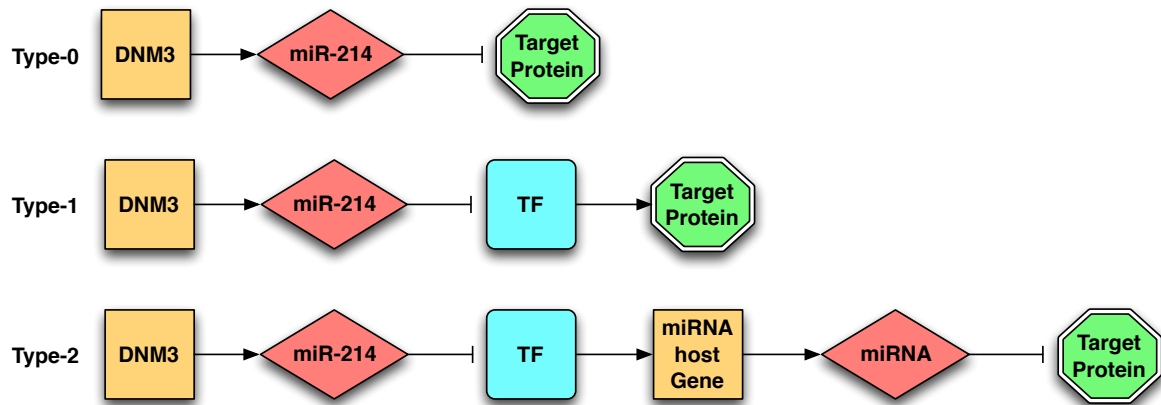 Type-0
DNM3
miR-214
Target
Protein
Type-1
DNM3
miR-214
TF
Target
Protein
Type-2
DNM3
miR-214
TF
miRNA
host
Gene
miRNA
Target
Protein